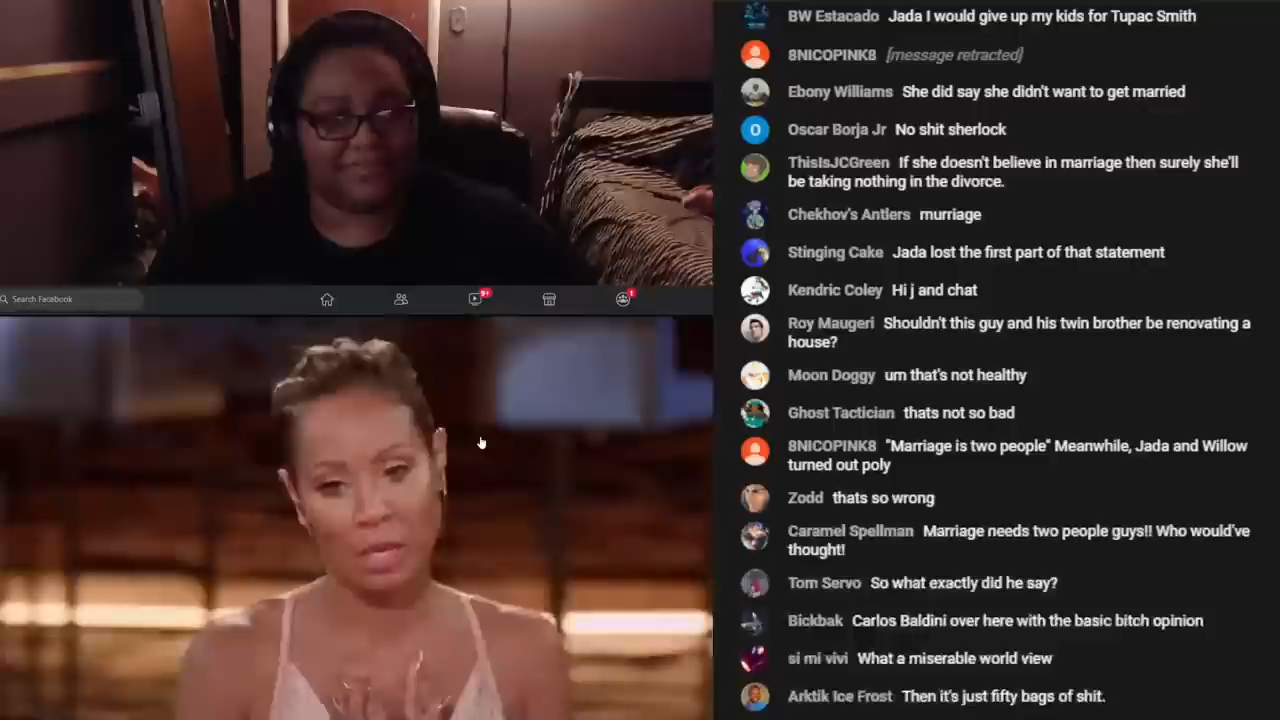 Search Facebook
9+
1
BW Estacado Jada I would give up my kids for Tupac Smith
8NICOPINK8 [message retracted]
Ebony Williams She did say she didn't want to get married
O
Oscar Borja Jr No shit sherlock
ThisIsJCGreen If she doesn't believe in marriage then surely she'll
be taking nothing in the divorce.
Chekhov's Antlers murriage
Stinging Cake Jada lost the first part of that statement
Kendric Coley Hi j and chat
Roy Maugeri Shouldn't this guy and his twin brother be renovating a
house?
Moon Doggy um that's not healthy
Ghost Tactician thats not so bad
8NICOPINK8 "Marriage is two people" Meanwhile, Jada and Willow
turned out poly
Zodd thats so wrong
Caramel Spellman Marriage needs two people guys!! Who would've
thought!
Tom Servo So what exactly did he say?
Bickbak Carlos Baldini over here with the basic bitch opinion
si mi vivi What a miserable world view
Arktik Ice Frost Then it's just fifty bags of shit.